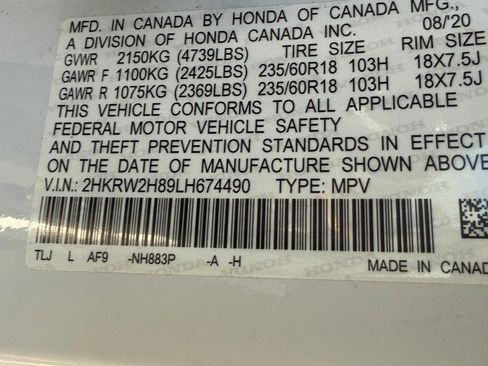 MFD. IN CANADA BY HONDA OF CANADA MFG.,
A DIVISION OF HONDA CANADA INC. 08/20
GVWR 2150KG (4739LBS) TIRE SIZE RIM SIZE
GAWR F 1100KG (2425LBS) 235/60R18 103H 18X7.5J
GAWR R 1075KG (2369LBS) 235/60R18 103H 18X7.5J
THIS VEHICLE CONFORMS TO ALL APPLICABLE
FEDERAL MOTOR VEHICLE SAFETY
AND THEFT PREVENTION STANDARDS IN EFFECT
ON THE DATE OF MANUFACTURE SHOWN ABOVE
V.I.N.: 2HKRW2H89LH674490 TYPE: MPV
TLJ L AF9 -NH883P -A -H
MADE IN CANAD